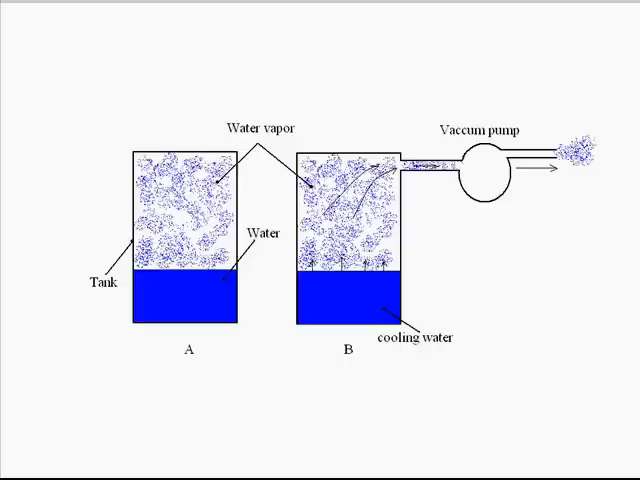 Water vapor
Vaccum pump
Water
Tank
cooling water
A
B